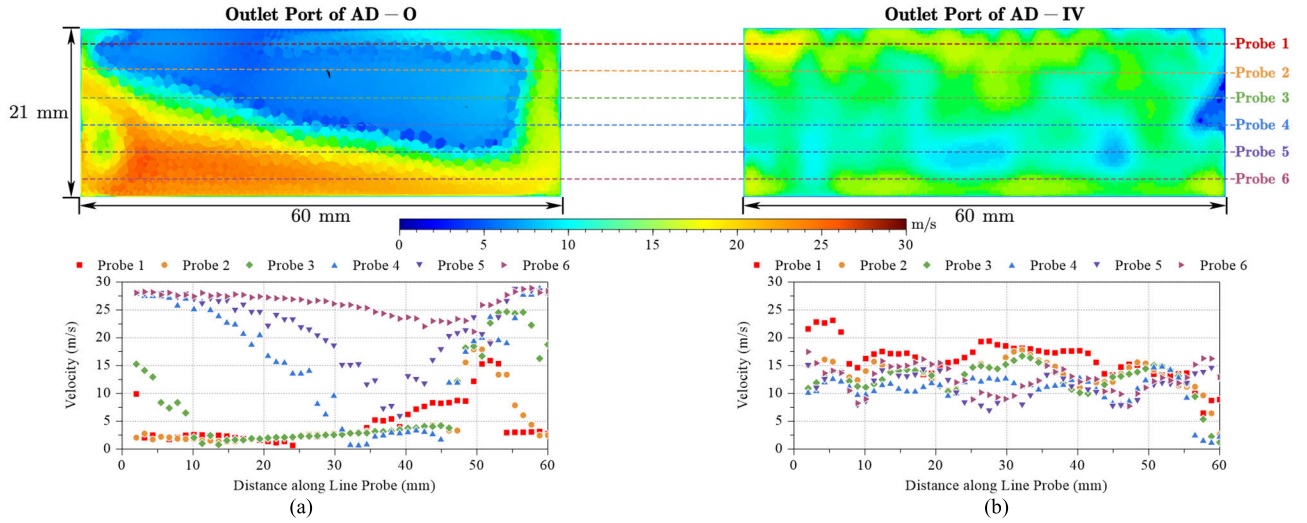 Outlet Port of AD − O
Outlet Port of AD − IV
Probe 1
Probe 2
Probe 3
Probe 4
Probe 5
Probe 6
21 mm
60 mm
60 mm
m/s
0 5 10 15 20 25 30
Probe 1 Probe 2 Probe 3 Probe 4 Probe 5 Probe 6
30
25
20
15
10
5
0
Velocity (m/s)
0 10 20 30 40 50 60
Distance along Line Probe (mm)
(a)
Probe 1 Probe 2 Probe 3 Probe 4 Probe 5 Probe 6
30
25
20
15
10
5
0
Velocity (m/s)
0 10 20 30 40 50 60
Distance along Line Probe (mm)
(b)